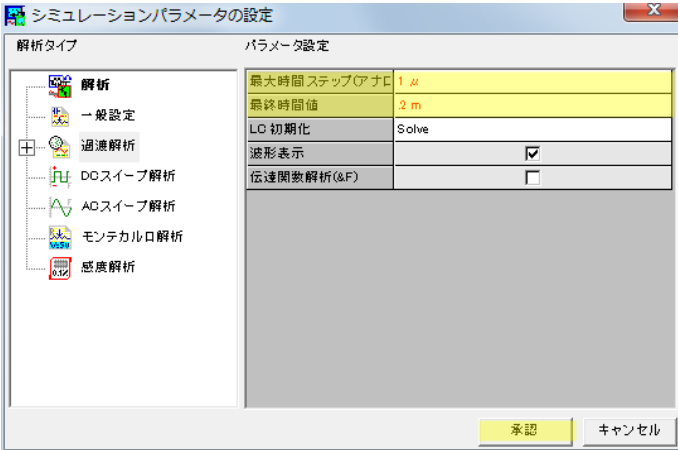 シミュレーションパラメータの設定
解析タイプ
パラメータ設定
解析
一般設定
過渡解析
DCスイープ解析
ACスイープ解析
モンテカルロ解析
感度解析
最大時間ステップ(アナロ 1 μ
最終時間値 2 m
LC 初期化 Solve
波形表示
伝達関数解析(&F)
承認
キャンセル